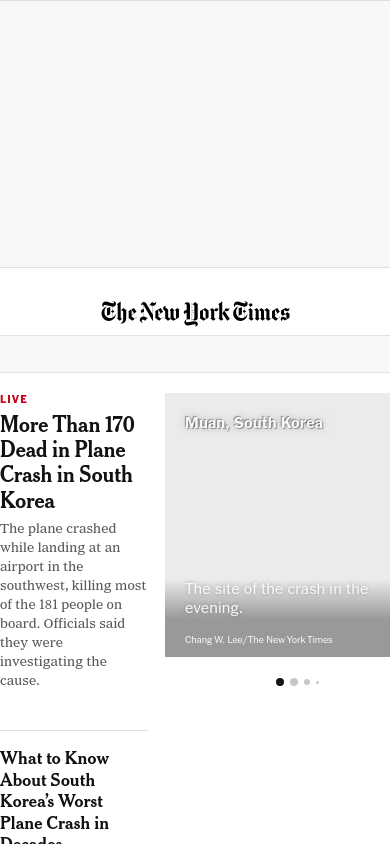 The New York Times
LIVE
More Than 170
Dead in Plane
Crash in South
Korea
The plane crashed
while landing at an
airport in the
southwest, killing most
of the 181 people on
board. Officials said
they were
investigating the
cause.
Muan, South Korea
The site of the crash in the
evening.
Chang W. Lee/The New York Times
What to Know
About South
Korea’s Worst
Plane Crash in
Decades